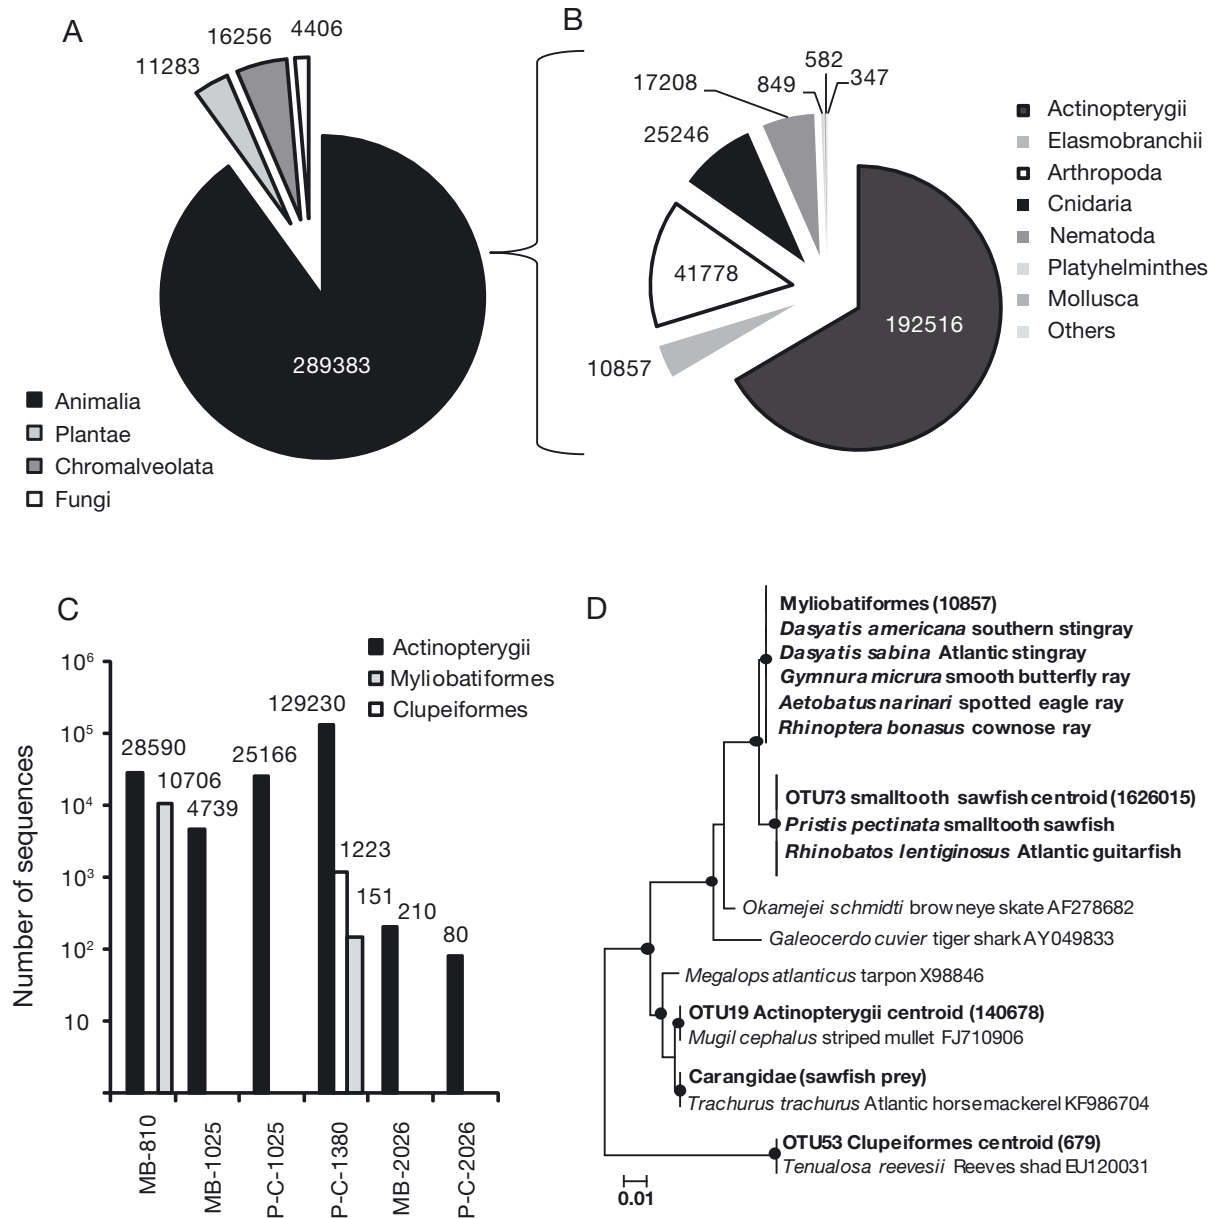 A
11283
16256
4406
289383
Animalia
Plantae
Chromalveolata
Fungi
B
17208
849
582
347
25246
41778
10857
192516
Actinopterygii
Elasmobranchii
Arthropoda
Cnidaria
Nematoda
Platyhelminthes
Mollusca
Others
C
Actinopterygii
Myliobatiformes
Clupeiformes
Number of sequences
10⁶
10⁵
10⁴
10³
10²
10
28590
10706
4739
25166
129230
1223
151
210
80
MB-810
MB-1025
P-C-1025
P-C-1380
MB-2026
P-C-2026
D
Myliobatiformes (10857)
Dasyatis americana southern stingray
Dasyatis sabina Atlantic stingray
Gymnura micrura smooth butterfly ray
Aetobatus narinari spotted eagle ray
Rhinoptera bonasus cownose ray
OTU73 smalltooth sawfish centroid (1626015)
Pristis pectinata smalltooth sawfish
Rhinobatos lentiginosus Atlantic guitarfish
Okamejei schmidti browneye skate AF278682
Galeocerdo cuvier tiger shark AY049833
Megalops atlanticus tarpon X98846
OTU19 Actinopterygii centroid (140678)
Mugil cephalus striped mullet FJ710906
Carangidae (sawfish prey)
Trachurus trachurus Atlantic horse mackerel KF986704
OTU53 Clupeiformes centroid (679)
Tenualosa reevesii Reeves shad EU120031
0.01